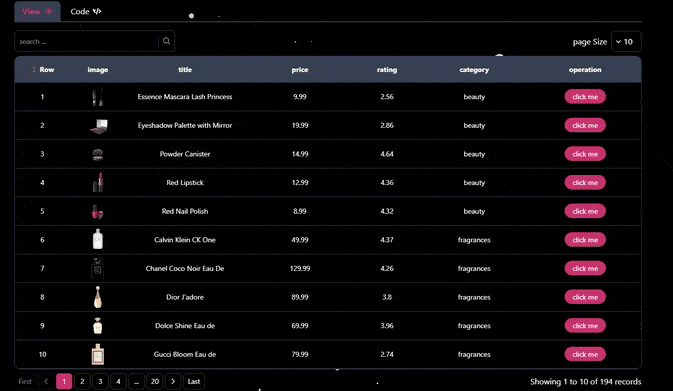 View Code
search ... page Size 10
Row image title price rating category operation
1 Essence Mascara Lash Princess 9.99 2.56 beauty click me
2 Eyeshadow Palette with Mirror 19.99 2.86 beauty click me
3 Powder Canister 14.99 4.64 beauty click me
4 Red Lipstick 12.99 4.36 beauty click me
5 Red Nail Polish 8.99 4.32 beauty click me
6 Calvin Klein CK One 49.99 4.37 fragrances click me
7 Chanel Coco Noir Eau De 129.99 4.26 fragrances click me
8 Dior J'adore 89.99 3.8 fragrances click me
9 Dolce Shine Eau de 69.99 3.96 fragrances click me
10 Gucci Bloom Eau de 79.99 2.74 fragrances click me
First 1 2 3 4 ... 20 Last Showing 1 to 10 of 194 records